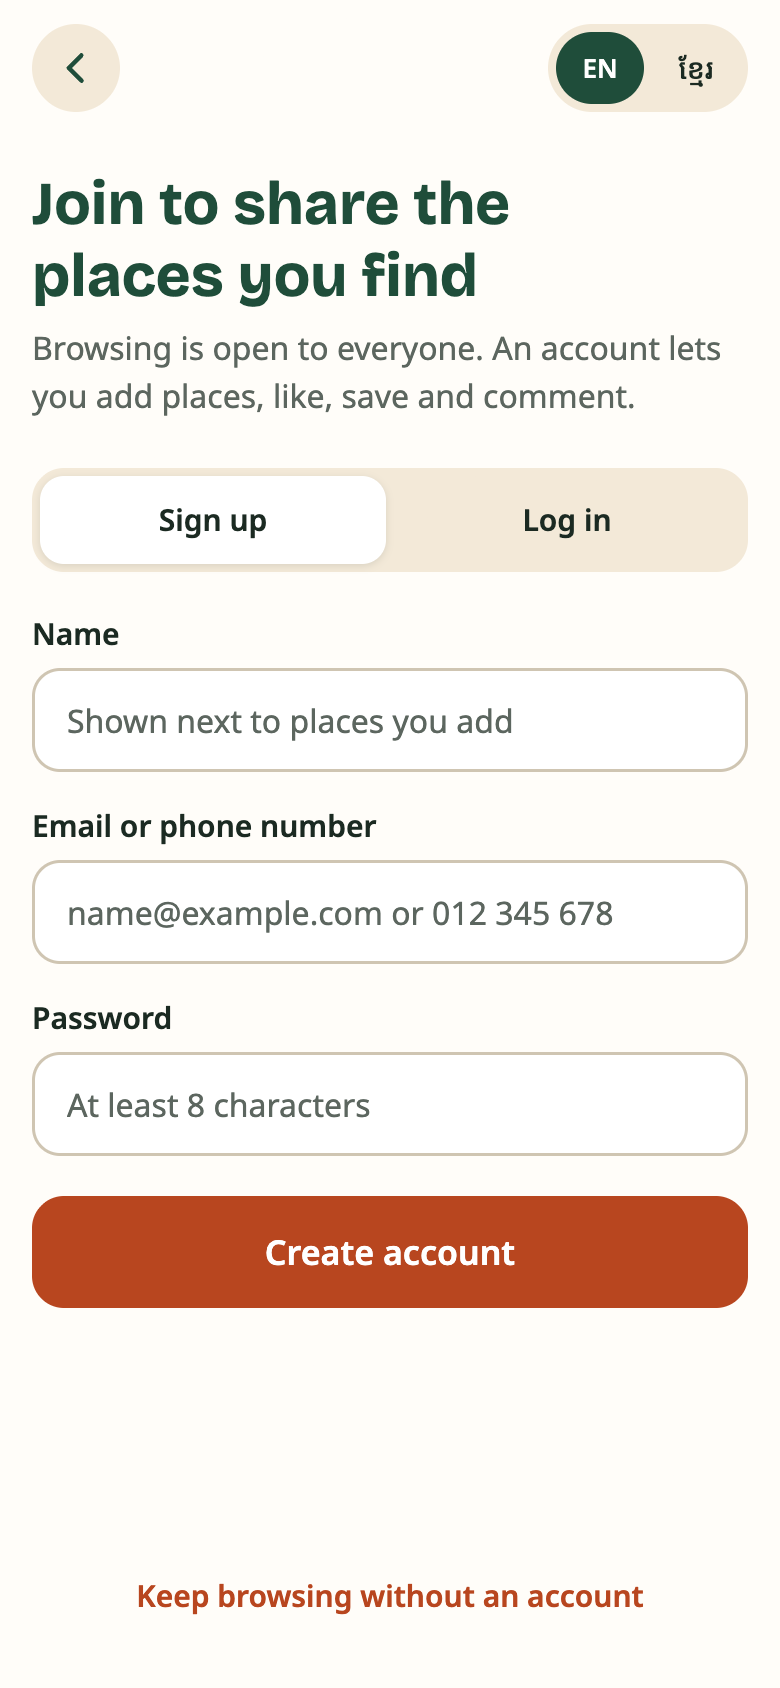 EN
ខ្មែរ
Join to share the
places you find
Browsing is open to everyone. An account lets
you add places, like, save and comment.
Sign up
Log in
Name
Shown next to places you add
Email or phone number
name@example.com or 012 345 678
Password
At least 8 characters
Create account
Keep browsing without an account